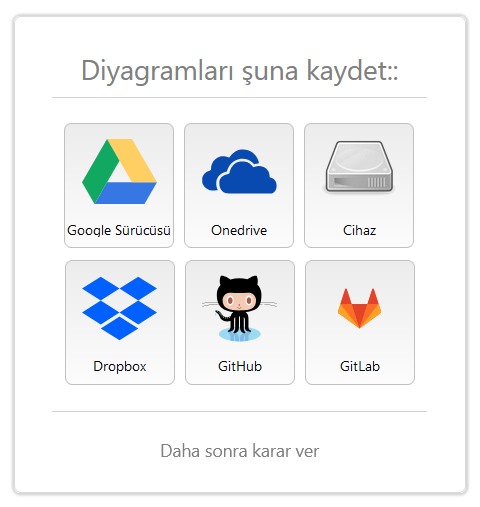 Diyagramları şuna kaydet::
Google Sürücüsü
Onedrive
Cihaz
Dropbox
GitHub
GitLab
Daha sonra karar ver